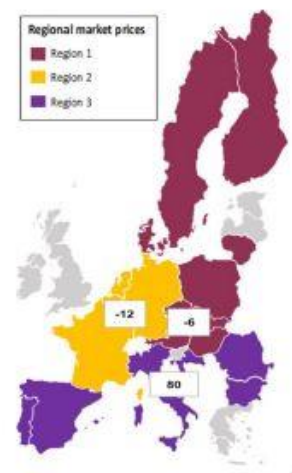 Regional market prices
Region 1
Region 2
Region 3
-12
-6
80